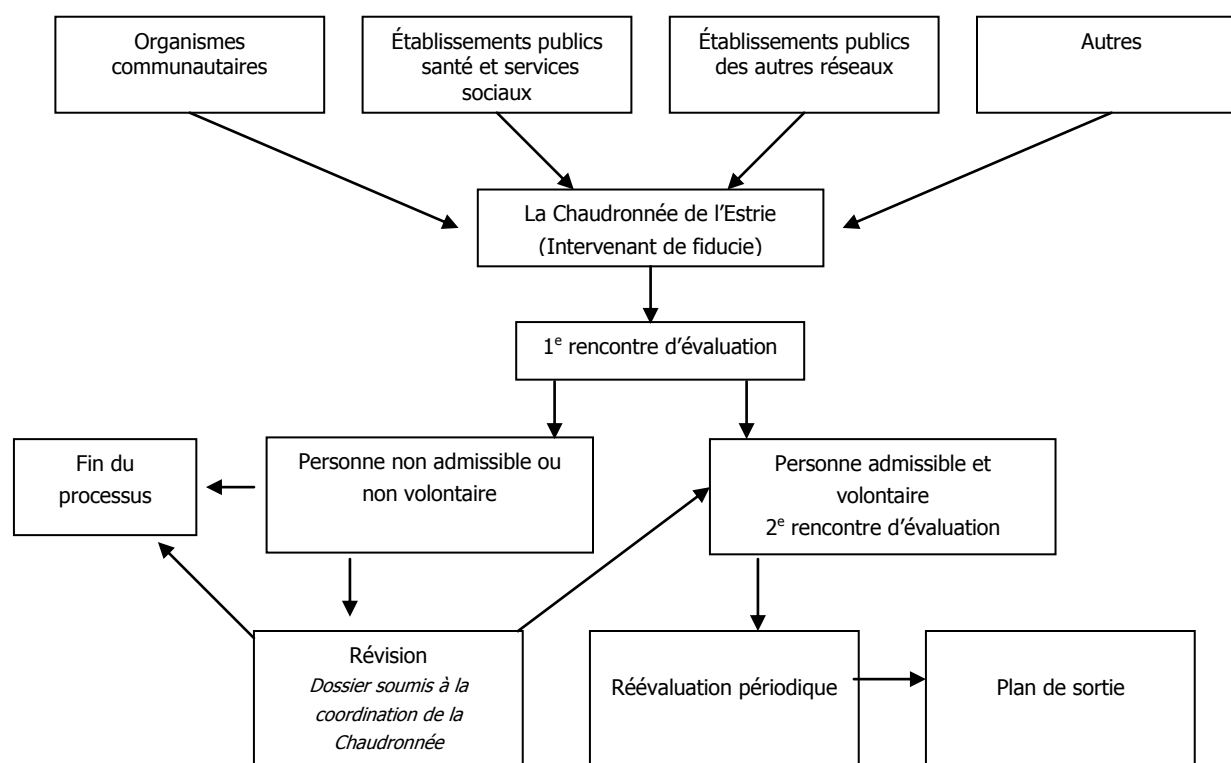 Organismes
communautaires
Établissements publics
santé et services
sociaux
Établissements publics
des autres réseaux
Autres
La Chaudronnée de l'Estrie
(Intervenant de fiducie)
1e rencontre d'évaluation
Fin du
processus
Personne non admissible ou
non volontaire
Personne admissible et
volontaire
2e rencontre d'évaluation
Révision
Dossier soumis à la
coordination de la
Chaudronnée
Réévaluation périodique
Plan de sortie